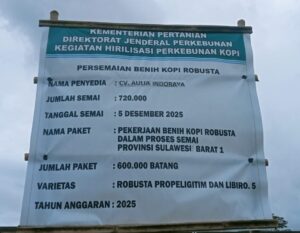 KEMENTERIAN PERTANIAN
DIREKTORAT JENDERAL PERKEBUNAN
KEGIATAN HIRILISASI PERKEBUNAN KOPI
PERSEMAIAN BENIH KOPI ROBUSTA
NAMA PENYEDIA : CV. AULIA INDORAYA
JUMLAH SEMAI : 720.000
TANGGAL SEMAI : 5 DESEMBER 2025
NAMA PAKET : PEKERJAAN BENIH KOPI ROBUSTA
DALAM PROSES SEMAI
PROVINSI SULAWESI BARAT 1
JUMLAH PAKET : 600.000 BATANG
VARIETAS : ROBUSTA PROPELIGITIM DAN LIBIRO. 5
TAHUN ANGGARAN : 2025